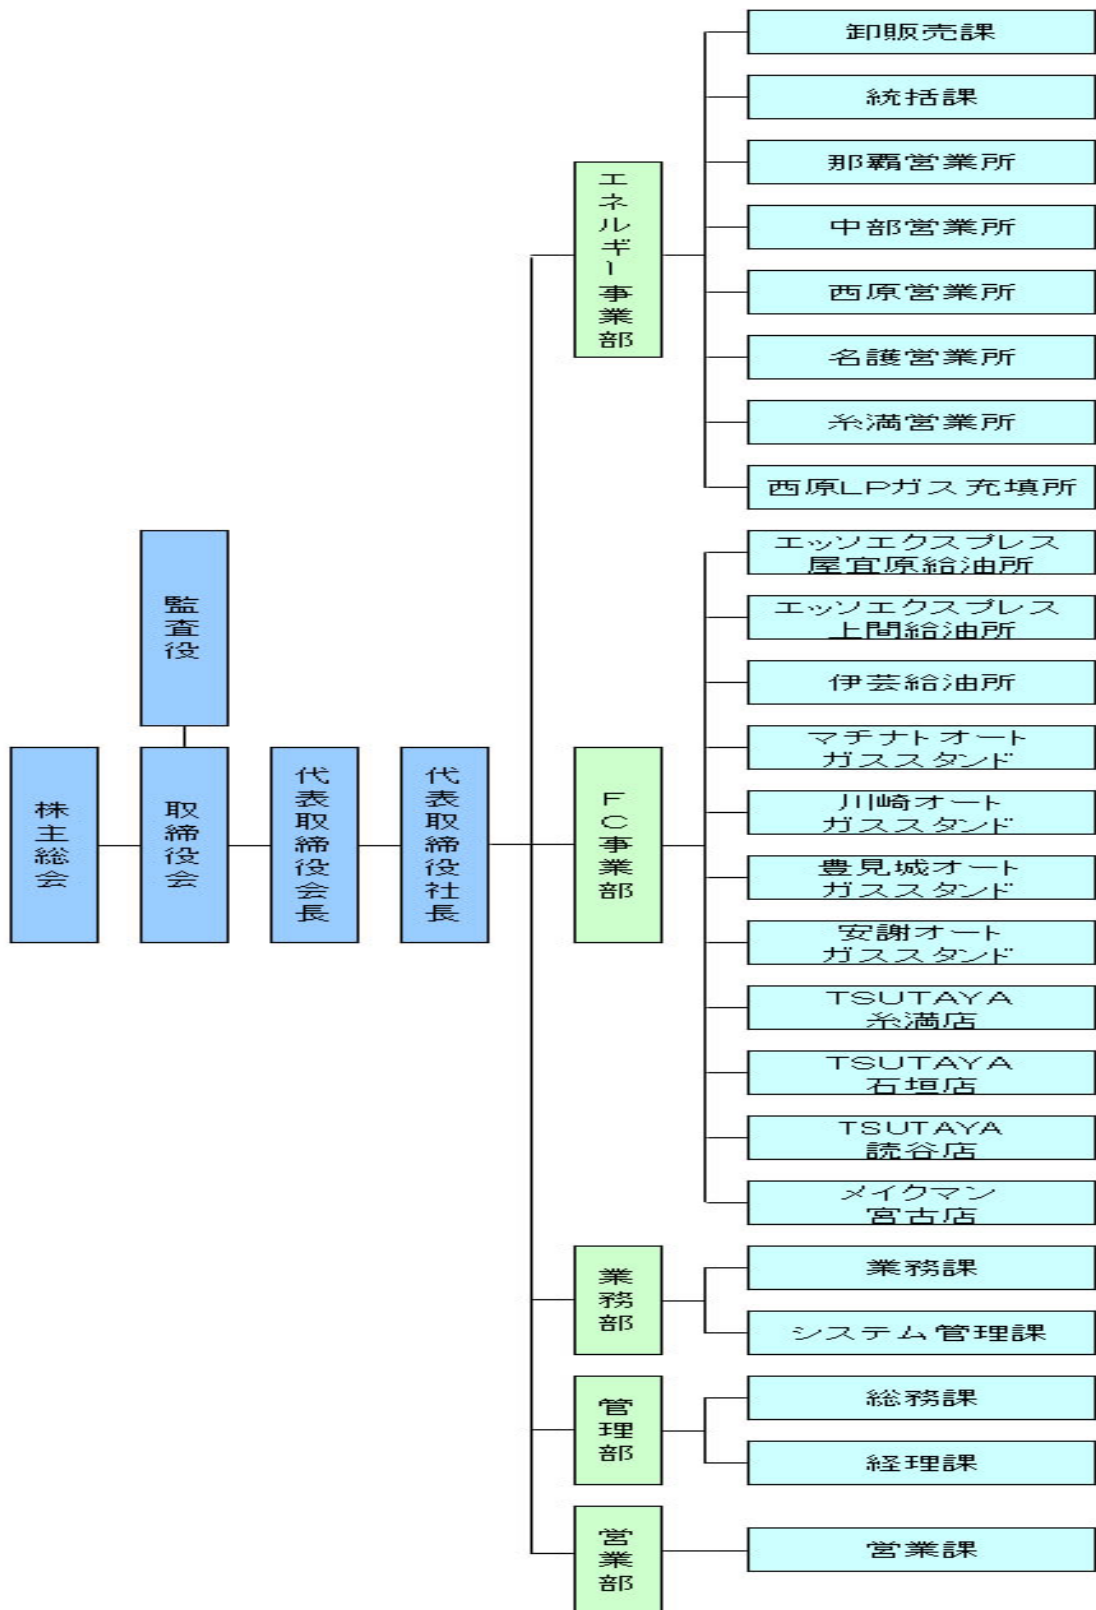 監査役
株主総会
取締役会
代表取締役会長
代表取締役社長
エネルギー事業部
卸販売課
統括課
那覇営業所
中部営業所
西原営業所
名護営業所
糸満営業所
西原LPガス充填所
FC事業部
エッソエクスプレス
屋宜原給油所
エッソエクスプレス
上間給油所
伊芸給油所
マチナトオート
ガススタンド
川崎オート
ガススタンド
豊見城オート
ガススタンド
安謝オート
ガススタンド
TSUTAYA
糸満店
TSUTAYA
石垣店
TSUTAYA
読谷店
メイクマン
宮古店
業務部
業務課
システム管理課
管理部
総務課
経理課
営業部
営業課